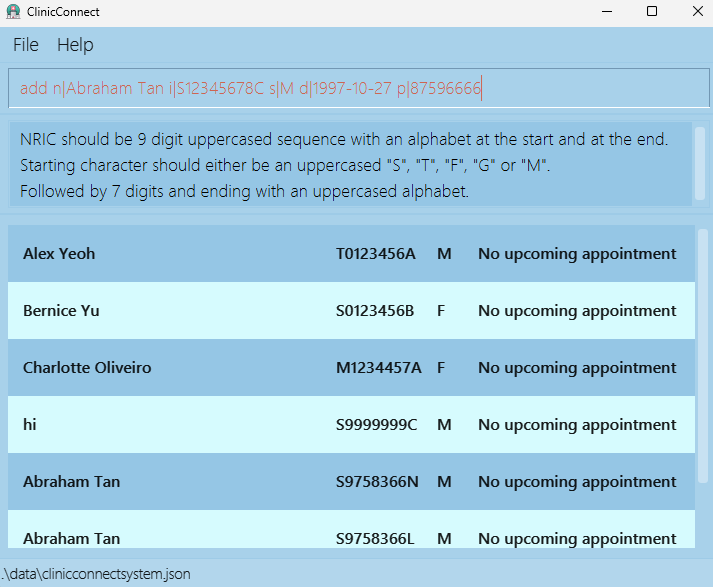 ClinicConnect
File Help
add n|Abraham Tan i|S12345678C s|M d|1997-10-27 p|87596666
NRIC should be 9 digit uppercased sequence with an alphabet at the start and at the end.
Starting character should either be an uppercased "S", "T", "F", "G" or "M".
Followed by 7 digits and ending with an uppercased alphabet.
Alex Yeoh T0123456A M No upcoming appointment
Bernice Yu S0123456B F No upcoming appointment
Charlotte Oliveiro M1234457A F No upcoming appointment
hi S9999999C M No upcoming appointment
Abraham Tan S9758366N M No upcoming appointment
Abraham Tan S9758366L M No upcoming appointment
.\data\clinicconnectsystem.json